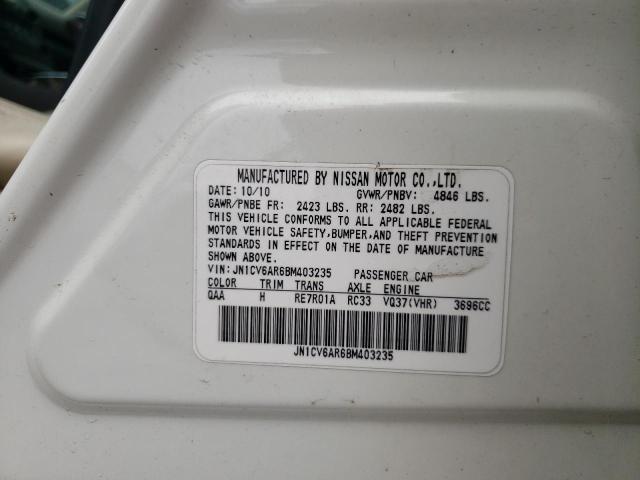 MANUFACTURED BY NISSAN MOTOR CO.,LTD.
DATE: 10/10 GVWR/PNBV: 4846 LBS.
GAWR/PNBE FR: 2423 LBS. RR: 2482 LBS.
THIS VEHICLE CONFORMS TO ALL APPLICABLE FEDERAL
MOTOR VEHICLE SAFETY,BUMPER,AND THEFT PREVENTION
STANDARDS IN EFFECT ON THE DATE OF MANUFACTURE
SHOWN ABOVE.
VIN: JN1CV6AR6BM403235 PASSENGER CAR
COLOR TRIM TRANS AXLE ENGINE
QAA H RE7R01A RC33 VQ37(VHR) 3696CC
JN1CV6AR6BM403235